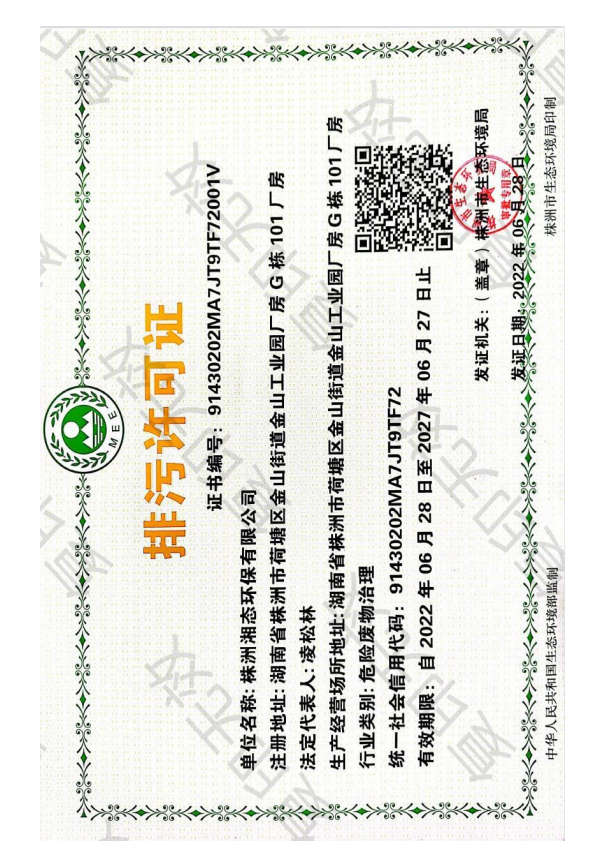 MEE
排污许可证
证书编号：91430202MA7JT9TF72001V
单位名称:株洲湘态环保有限公司
注册地址:湖南省株洲市荷塘区金山街道金山工业园厂房 G 栋 101 厂房
法定代表人:凌松林
生产经营场所地址:湖南省株洲市荷塘区金山街道金山工业园厂房 G 栋 101 厂房
行业类别:危险废物治理
统一社会信用代码：91430202MA7JT9TF72
有效期限：自 2022 年 06 月 28 日至 2027 年 06 月 27 日止
发证机关：（盖章）株洲市生态环境局
发证日期：2022 年 06 月 28 日
中华人民共和国生态环境部监制
株洲市生态环境局印制
复印无效
审批专用章